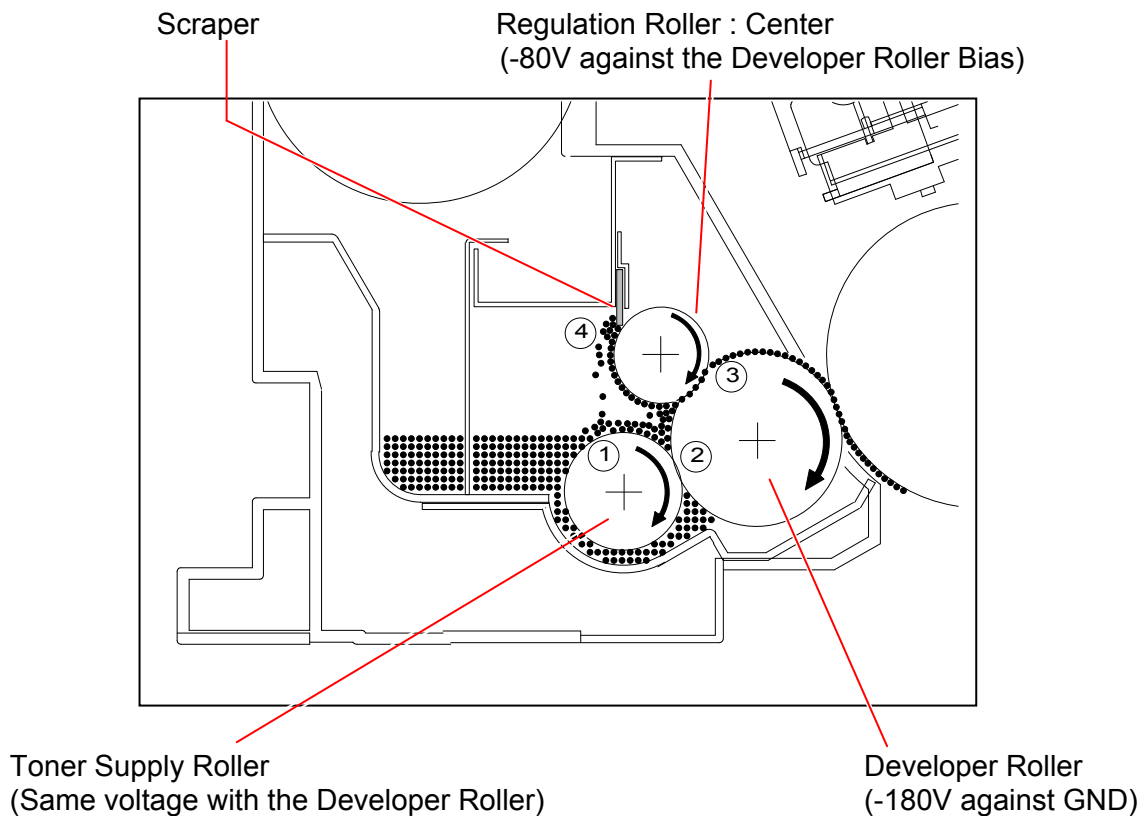 Scraper
Regulation Roller : Center
(-80V against the Developer Roller Bias)
4
3
1
2
Toner Supply Roller
(Same voltage with the Developer Roller)
Developer Roller
(-180V against GND)